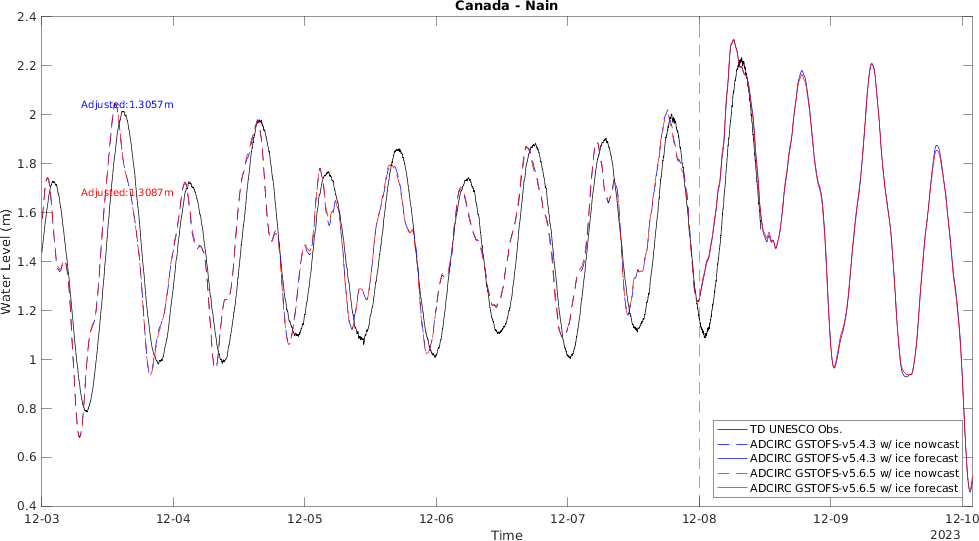 Canada - Nain
2.4
2.2
2
1.8
1.6
1.4
1.2
1
0.8
0.6
0.4
Water Level (m)
Adjusted:1.3057m
Adjusted:1.3087m
TD UNESCO Obs.
ADCIRC GSTOFS-v5.4.3 w/ ice nowcast
ADCIRC GSTOFS-v5.4.3 w/ ice forecast
ADCIRC GSTOFS-v5.6.5 w/ ice nowcast
ADCIRC GSTOFS-v5.6.5 w/ ice forecast
12-03 12-04 12-05 12-06 12-07 12-08 12-09 12-10
Time
2023